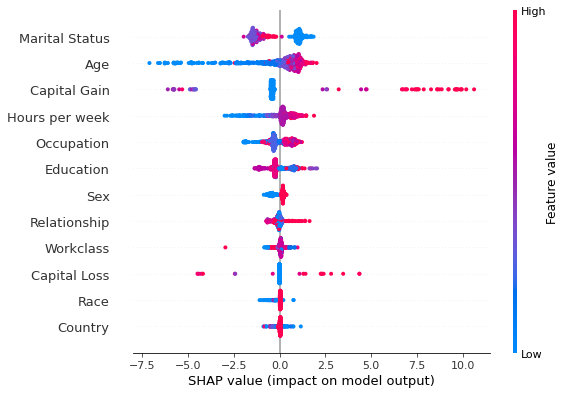 High
Marital Status
Age
Capital Gain
Hours per week
Occupation
Education
Sex
Relationship
Workclass
Capital Loss
Race
Country
Feature value
Low
−7.5 −5.0 −2.5 0.0 2.5 5.0 7.5 10.0
SHAP value (impact on model output)